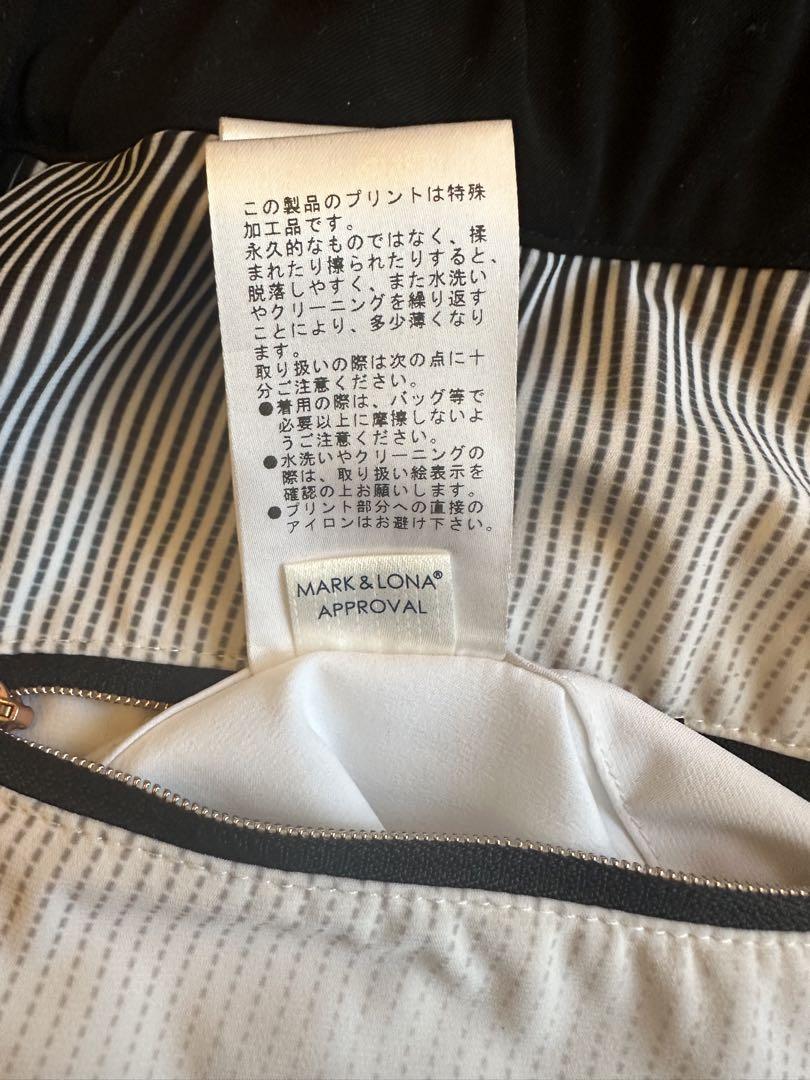 この製品のプリントは特殊
加工品です。
永久的なものではなく、揉
まれたり擦られたりすると、
脱落しやすく、また水洗い
やクリーニングを繰り返す
ことにより、多少薄くなり
ます。
取り扱いの際は次の点に十
分ご注意ください。
●着用の際は、バッグ等で
必要以上に摩擦しないよ
うご注意ください。
●水洗いやクリーニングの
際は、取り扱い絵表示を
確認の上お願いします。
●プリント部分への直接の
アイロンはお避け下さい。
MARK & LONA®
APPROVAL